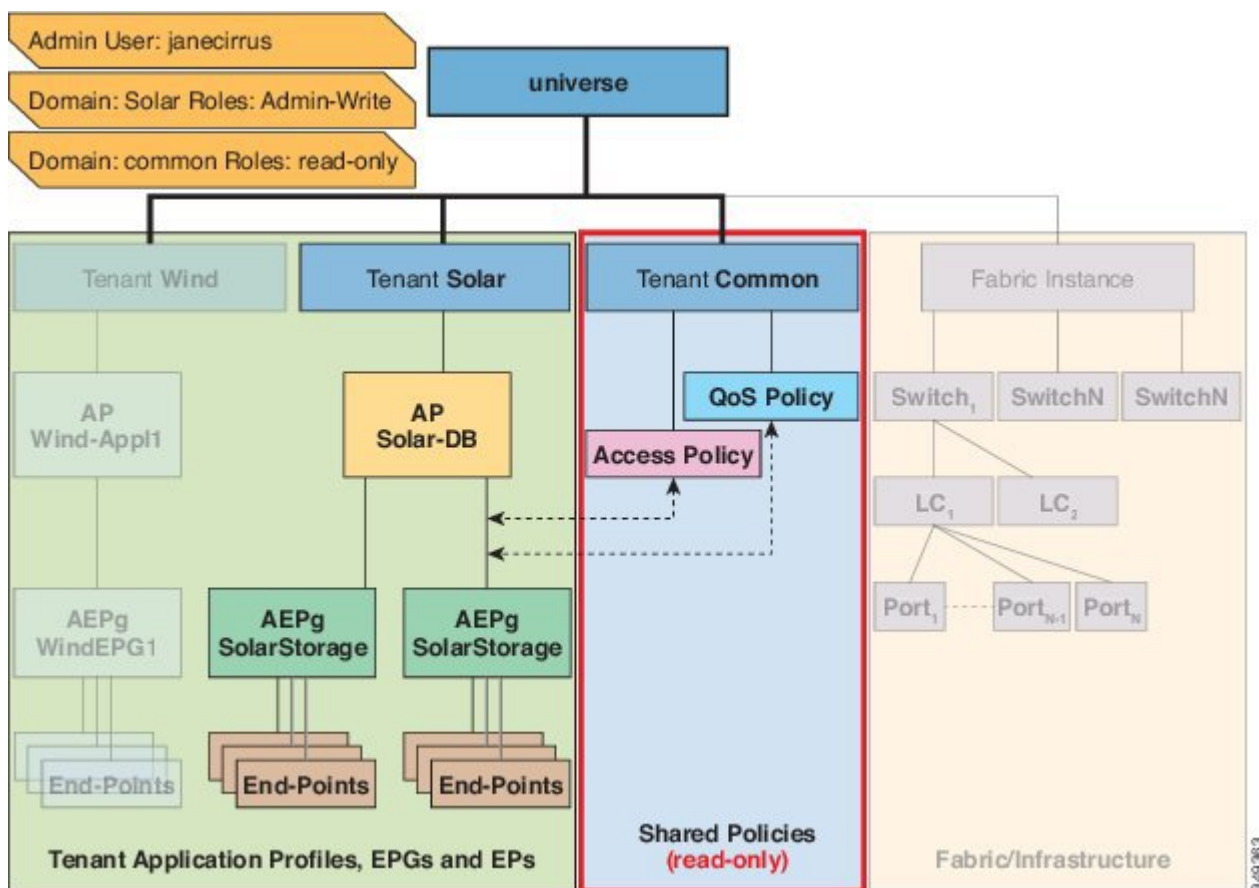 Admin User: janecirrus
Domain: Solar Roles: Admin-Write
Domain: common Roles: read-only
universe
Tenant Wind
Tenant Solar
Tenant Common
Fabric Instance
AP
Wind-Appl1
AP
Solar-DB
QoS Policy
Access Policy
Switch1
SwitchN
SwitchN
LC1
LC2
AEPg
WindEPG1
AEPg
SolarStorage
AEPg
SolarStorage
Port1
PortN-1
PortN
End-Points
End-Points
End-Points
Tenant Application Profiles, EPGs and EPs
Shared Policies
(read-only)
Fabric/Infrastructure